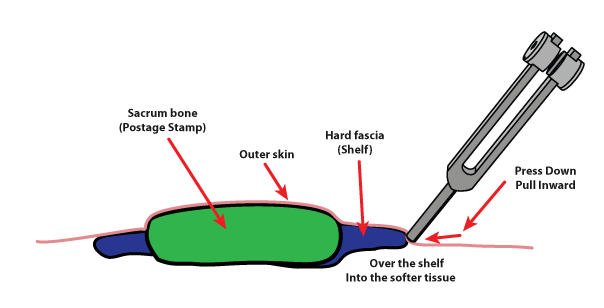 Sacrum bone
(Postage Stamp)
Outer skin
Hard fascia
(Shelf)
Press Down
Pull Inward
Over the shelf
Into the softer tissue